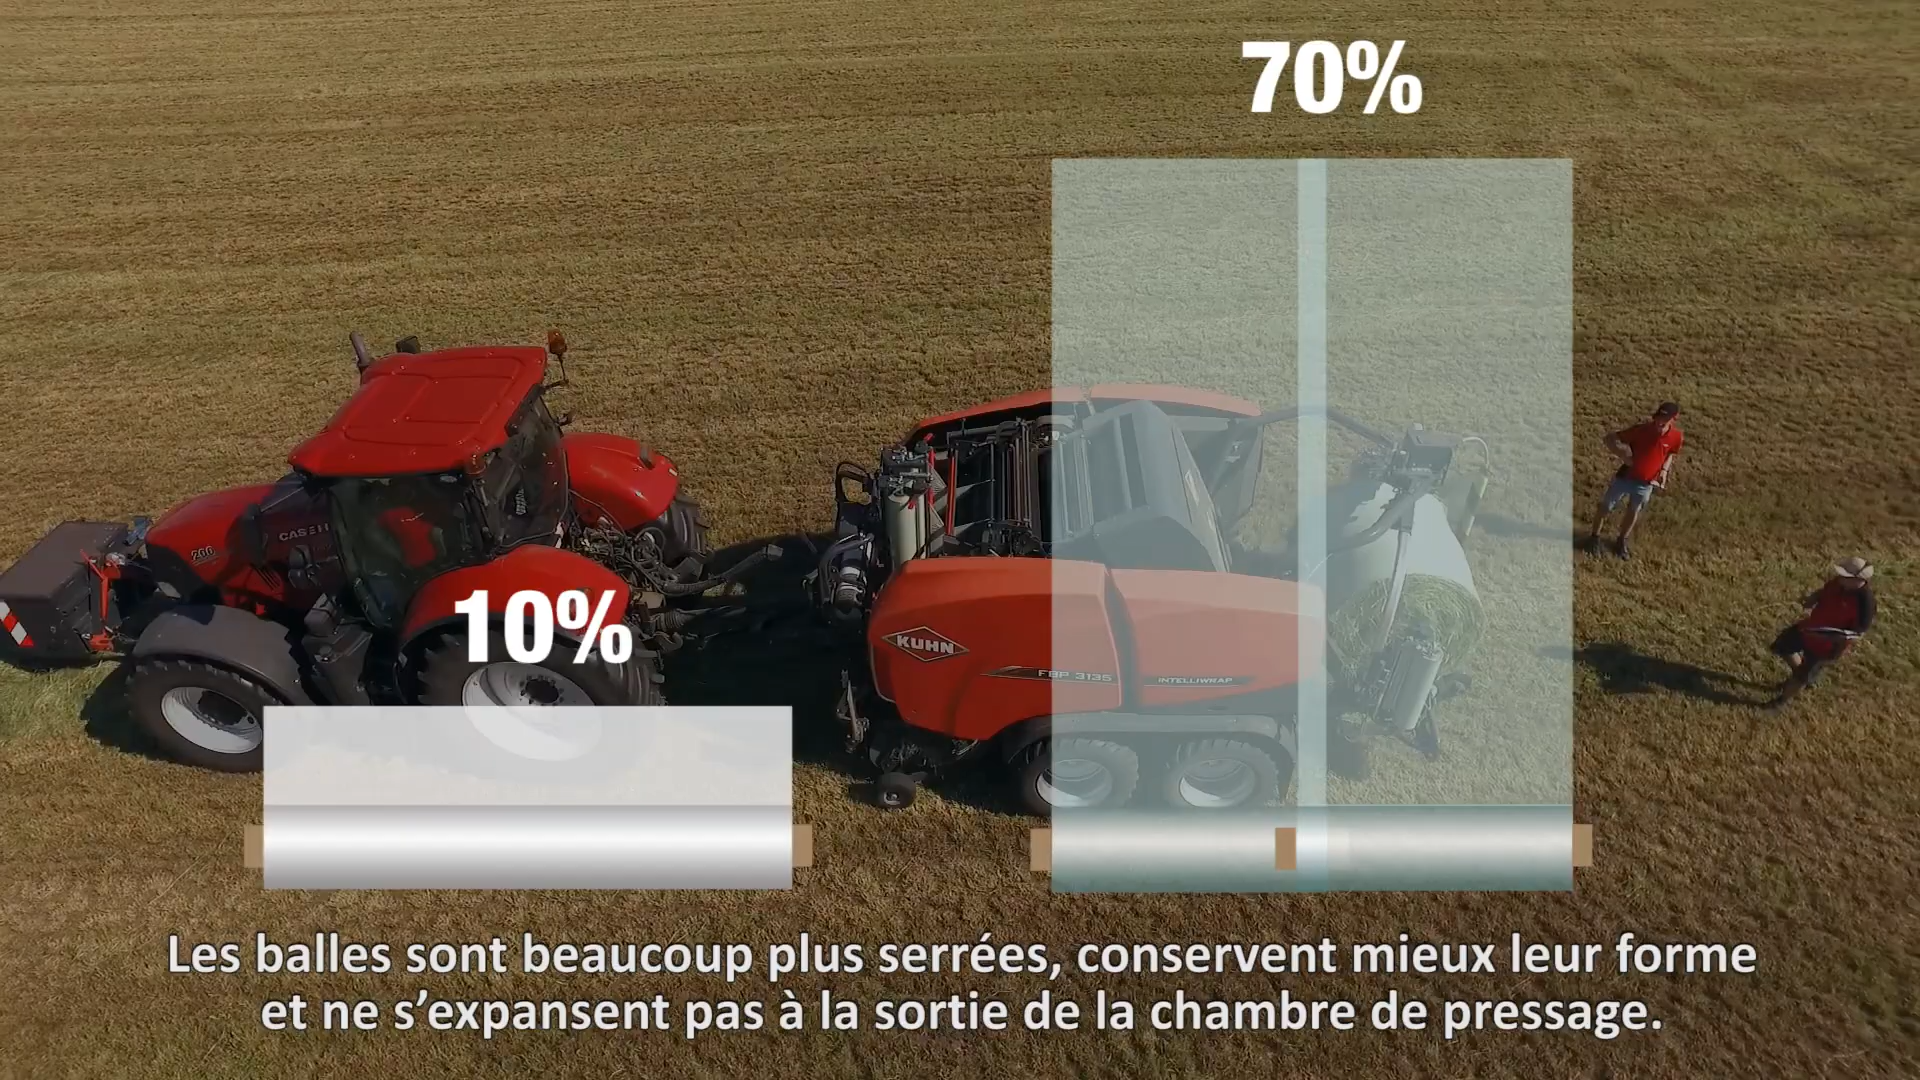 70%
10%
CASE IH
200
KUHN
FBP 3135
INTELLIWRAP
Les balles sont beaucoup plus serrées, conservent mieux leur forme
et ne s’expansent pas à la sortie de la chambre de pressage.